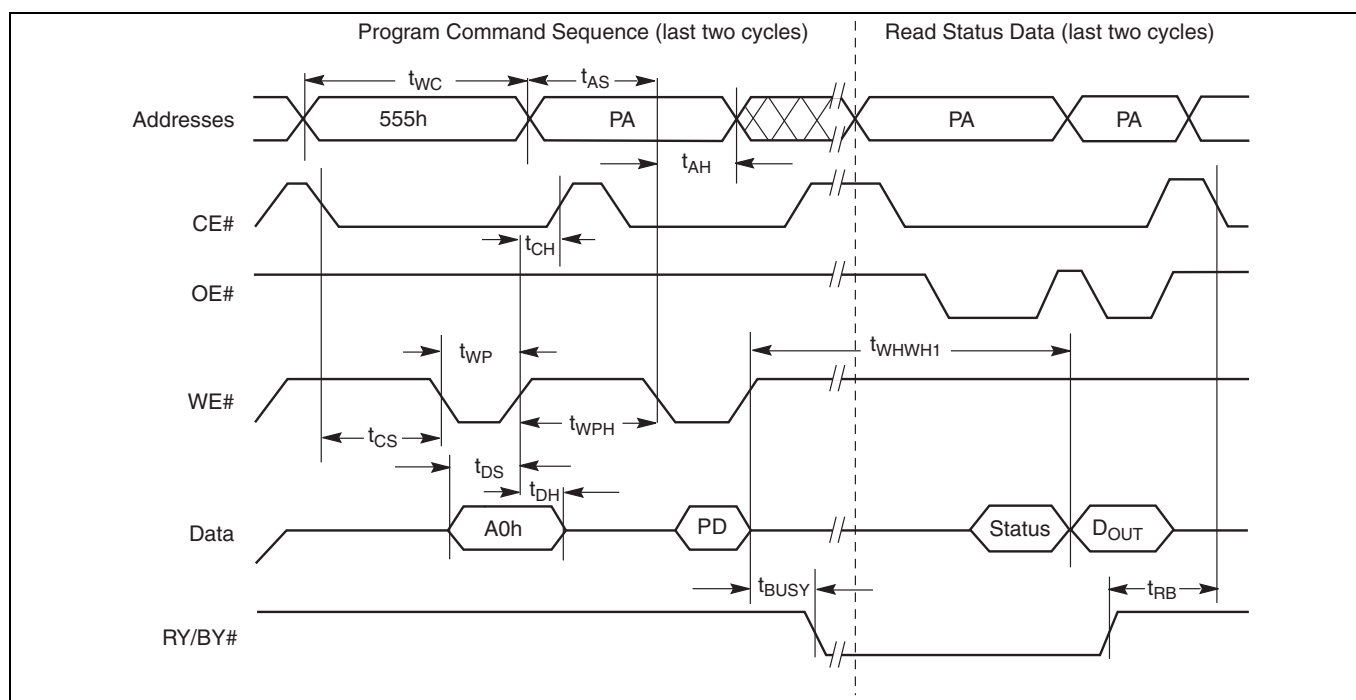 Program Command Sequence (last two cycles)
Read Status Data (last two cycles)
tWC
tAS
Addresses
555h
PA
PA
PA
tAH
CE#
tCH
OE#
tWP
tWHWH1
WE#
tWPH
tCS
tDS
tDH
Data
A0h
PD
Status
DOUT
tBUSY
tRB
RY/BY#